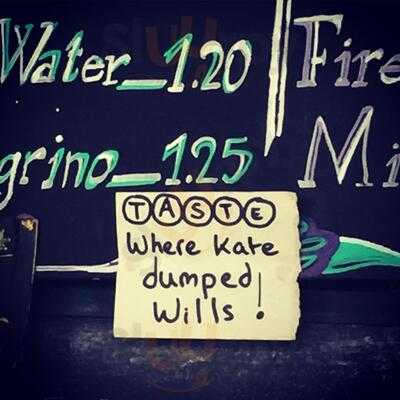 Water_1.20
Fire
grino_1.25
Mi
TASTE
Where Kate
dumped
Wills!